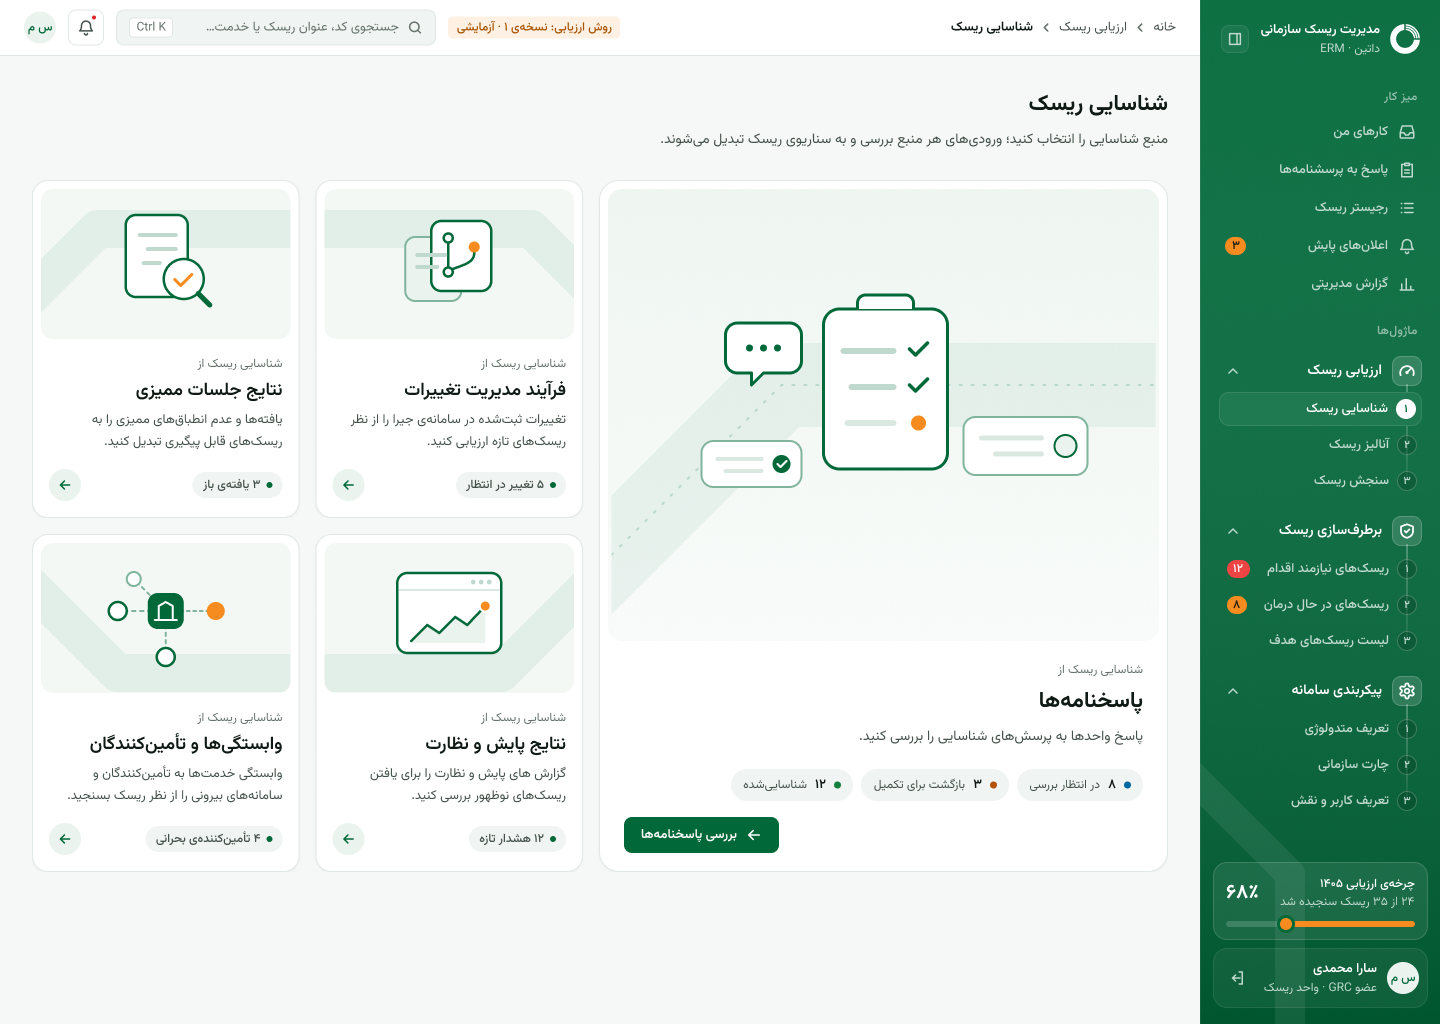 مدیریت ریسک سازمانی
داتین · ERM
میز کار
کارهای من
پاسخ به پرسشنامه‌ها
رجیستر ریسک
اعلان‌های پایش
۳
گزارش مدیریتی
ماژول‌ها
ارزیابی ریسک
۱ شناسایی ریسک
۲ آنالیز ریسک
۳ سنجش ریسک
برطرف‌سازی ریسک
۱ ریسک‌های نیازمند اقدام ۱۲
۲ ریسک‌های در حال درمان ۸
۳ لیست ریسک‌های هدف
پیکربندی سامانه
۱ تعریف متدولوژی
۲ چارت سازمانی
۳ تعریف کاربر و نقش
چرخه‌ی ارزیابی ۱۴۰۵
۲۴ از ۳۵ ریسک سنجیده شد
۶۸٪
س م
سارا محمدی
عضو GRC · واحد ریسک
خانه
ارزیابی ریسک
شناسایی ریسک
روش ارزیابی: نسخه‌ی ۱ · آزمایشی
جستجوی کد، عنوان ریسک یا خدمت…
Ctrl K
س م
شناسایی ریسک
منبع شناسایی را انتخاب کنید؛ ورودی‌های هر منبع بررسی و به سناریوی ریسک تبدیل می‌شوند.
شناسایی ریسک از
پاسخنامه‌ها
پاسخ واحدها به پرسش‌های شناسایی را بررسی کنید.
۸ در انتظار بررسی
۳ بازگشت برای تکمیل
۱۲ شناسایی‌شده
بررسی پاسخنامه‌ها
شناسایی ریسک از
فرآیند مدیریت تغییرات
تغییرات ثبت‌شده در سامانه‌ی جیرا را از نظر
ریسک‌های تازه ارزیابی کنید.
۵ تغییر در انتظار
شناسایی ریسک از
نتایج جلسات ممیزی
یافته‌ها و عدم انطباق‌های ممیزی را به
ریسک‌های قابل پیگیری تبدیل کنید.
۳ یافته‌ی باز
شناسایی ریسک از
نتایج پایش و نظارت
گزارش های پایش و نظارت را برای یافتن
ریسک‌های نوظهور بررسی کنید.
۱۲ هشدار تازه
شناسایی ریسک از
وابستگی‌ها و تأمین‌کنندگان
وابستگی خدمت‌ها به تأمین‌کنندگان و
سامانه‌های بیرونی را از نظر ریسک بسنجید.
۴ تأمین‌کننده‌ی بحرانی